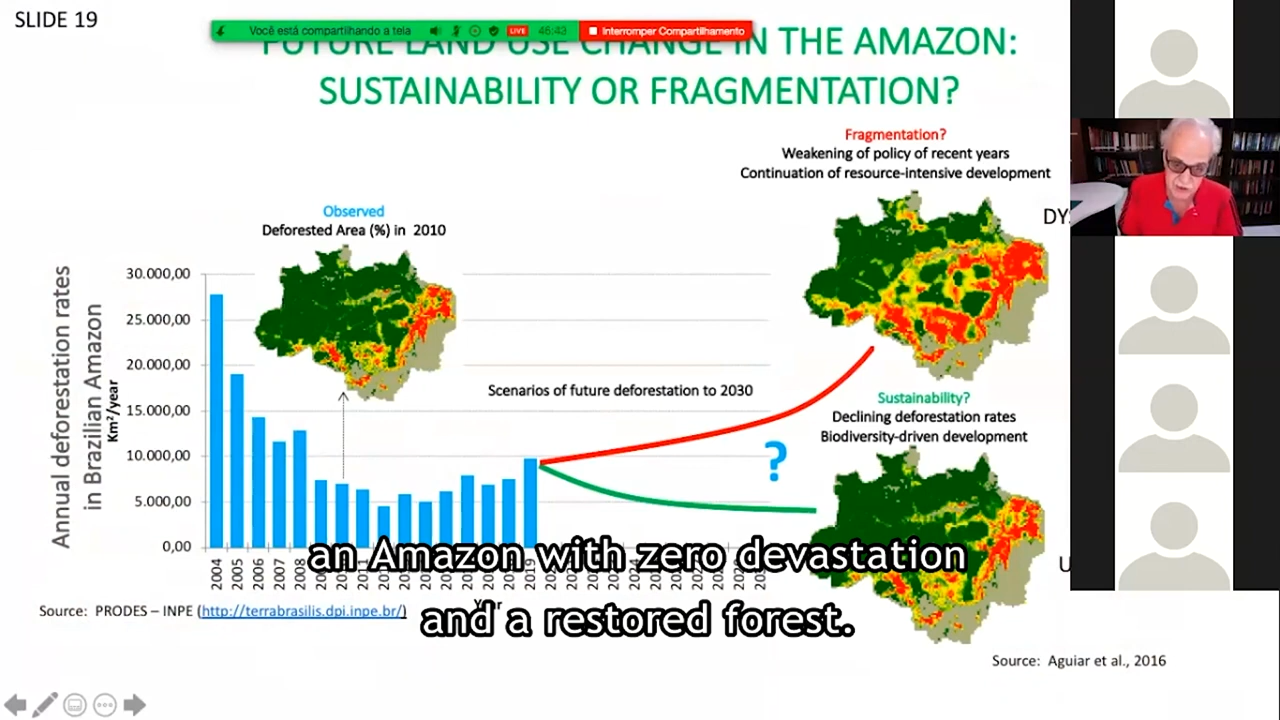 SLIDE 19
Você está compartilhando a tela
LIVE
46:43
Interromper Compartilhamento
FUTURE LAND USE CHANGE IN THE AMAZON:
SUSTAINABILITY OR FRAGMENTATION?
Fragmentation?
Weakening of policy of recent years
Continuation of resource-intensive development
Observed
Deforested Area (%) in 2010
Annual deforestation rates
in Brazilian Amazon
Km²/year
30.000,00
25.000,00
20.000,00
15.000,00
10.000,00
5.000,00
0,00
Scenarios of future deforestation to 2030
?
Sustainability?
Declining deforestation rates
Biodiversity-driven development
2004
2005
2006
2007
2008
2019
an Amazon with zero devastation
and a restored forest.
Source: PRODES – INPE (http://terrabrasilis.dpi.inpe.br/)
Source: Aguiar et al., 2016